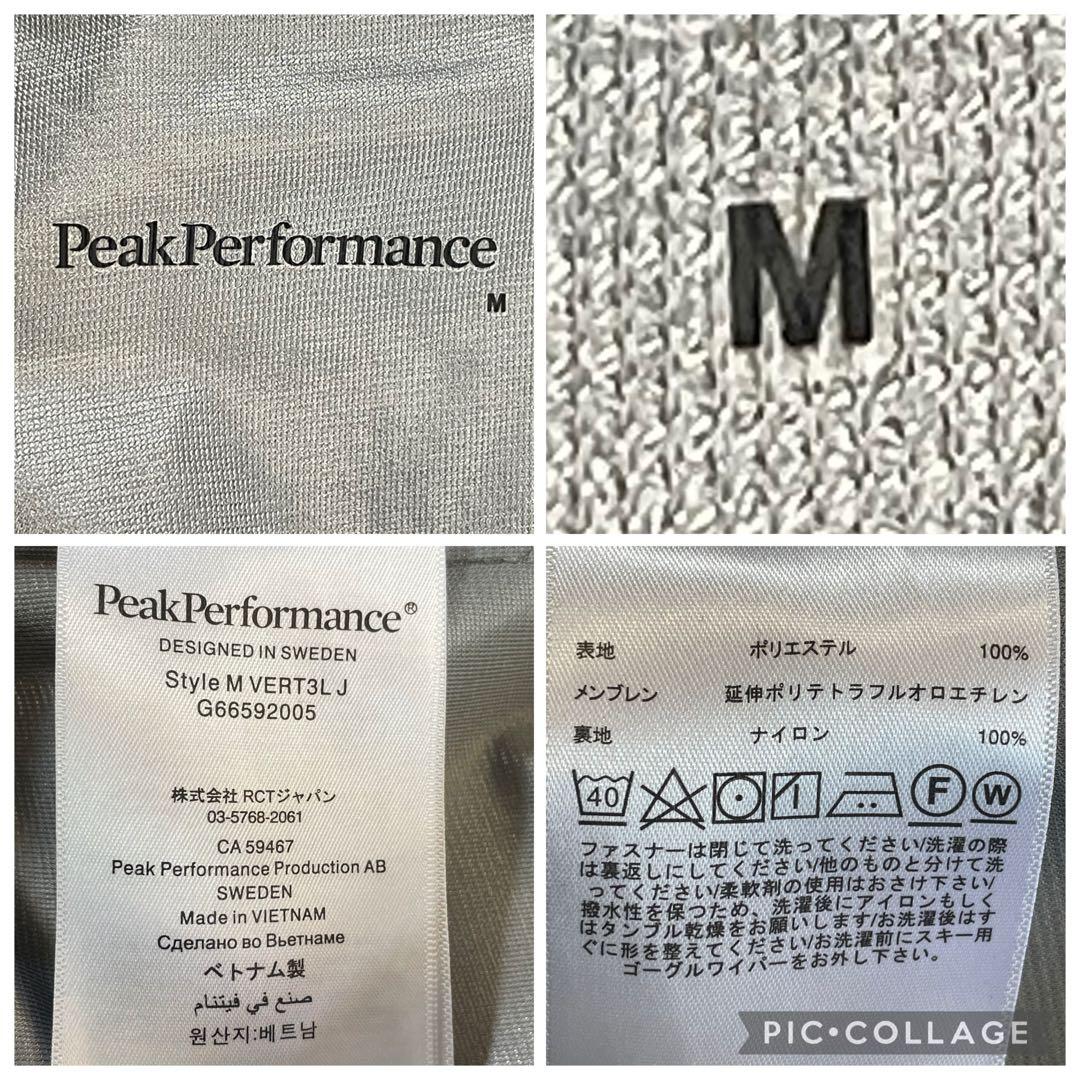 PeakPerformance
M
M
PeakPerformance®
DESIGNED IN SWEDEN
Style M VERT3L J
G66592005
株式会社 RCTジャパン
03-5768-2061
CA 59467
Peak Performance Production AB
SWEDEN
Made in VIETNAM
Сделано во Вьетнаме
ベトナム製
صنع في فيتنام
원산지:베트남
表地 ポリエステル 100%
メンブレン 延伸ポリテトラフルオロエチレン
裏地 ナイロン 100%
40 F W
ファスナーは閉じて洗ってください/洗濯の際
は裏返しにしてください/他のものと分けて洗
ってください/柔軟剤の使用はおさけ下さい/
撥水性を保つため、洗濯後にアイロンもしく
はタンブル乾燥をお願いします/お洗濯後はす
ぐに形を整えてください/お洗濯前にスキー用
ゴーグルワイパーをお外し下さい。
PIC•COLLAGE